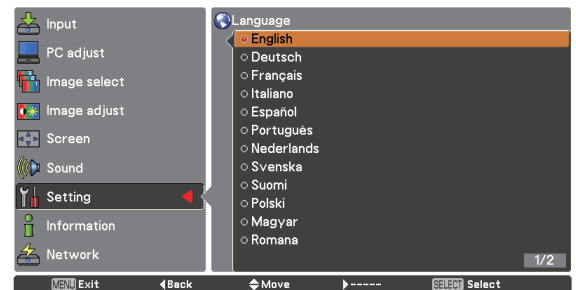 Input
PC adjust
Image select
Image adjust
Screen
Sound
Setting
Information
Network
Language
English
Deutsch
Français
Italiano
Español
Português
Nederlands
Svenska
Suomi
Polski
Magyar
Romana
1/2
MENU Exit Back Move ----- SELECT Select